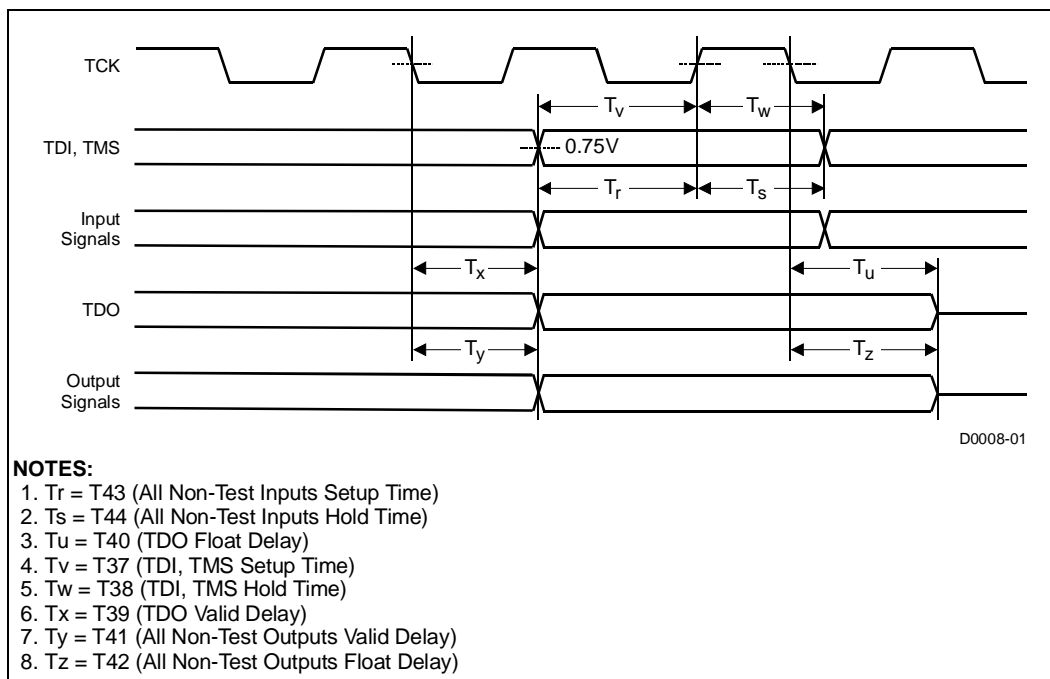 TCK
Tv
Tw
TDI, TMS
0.75V
Tr
Ts
Input
Signals
Tx
Tu
TDO
Ty
Tz
Output
Signals
D0008-01
NOTES:
1. Tr = T43 (All Non-Test Inputs Setup Time)
2. Ts = T44 (All Non-Test Inputs Hold Time)
3. Tu = T40 (TDO Float Delay)
4. Tv = T37 (TDI, TMS Setup Time)
5. Tw = T38 (TDI, TMS Hold Time)
6. Tx = T39 (TDO Valid Delay)
7. Ty = T41 (All Non-Test Outputs Valid Delay)
8. Tz = T42 (All Non-Test Outputs Float Delay)